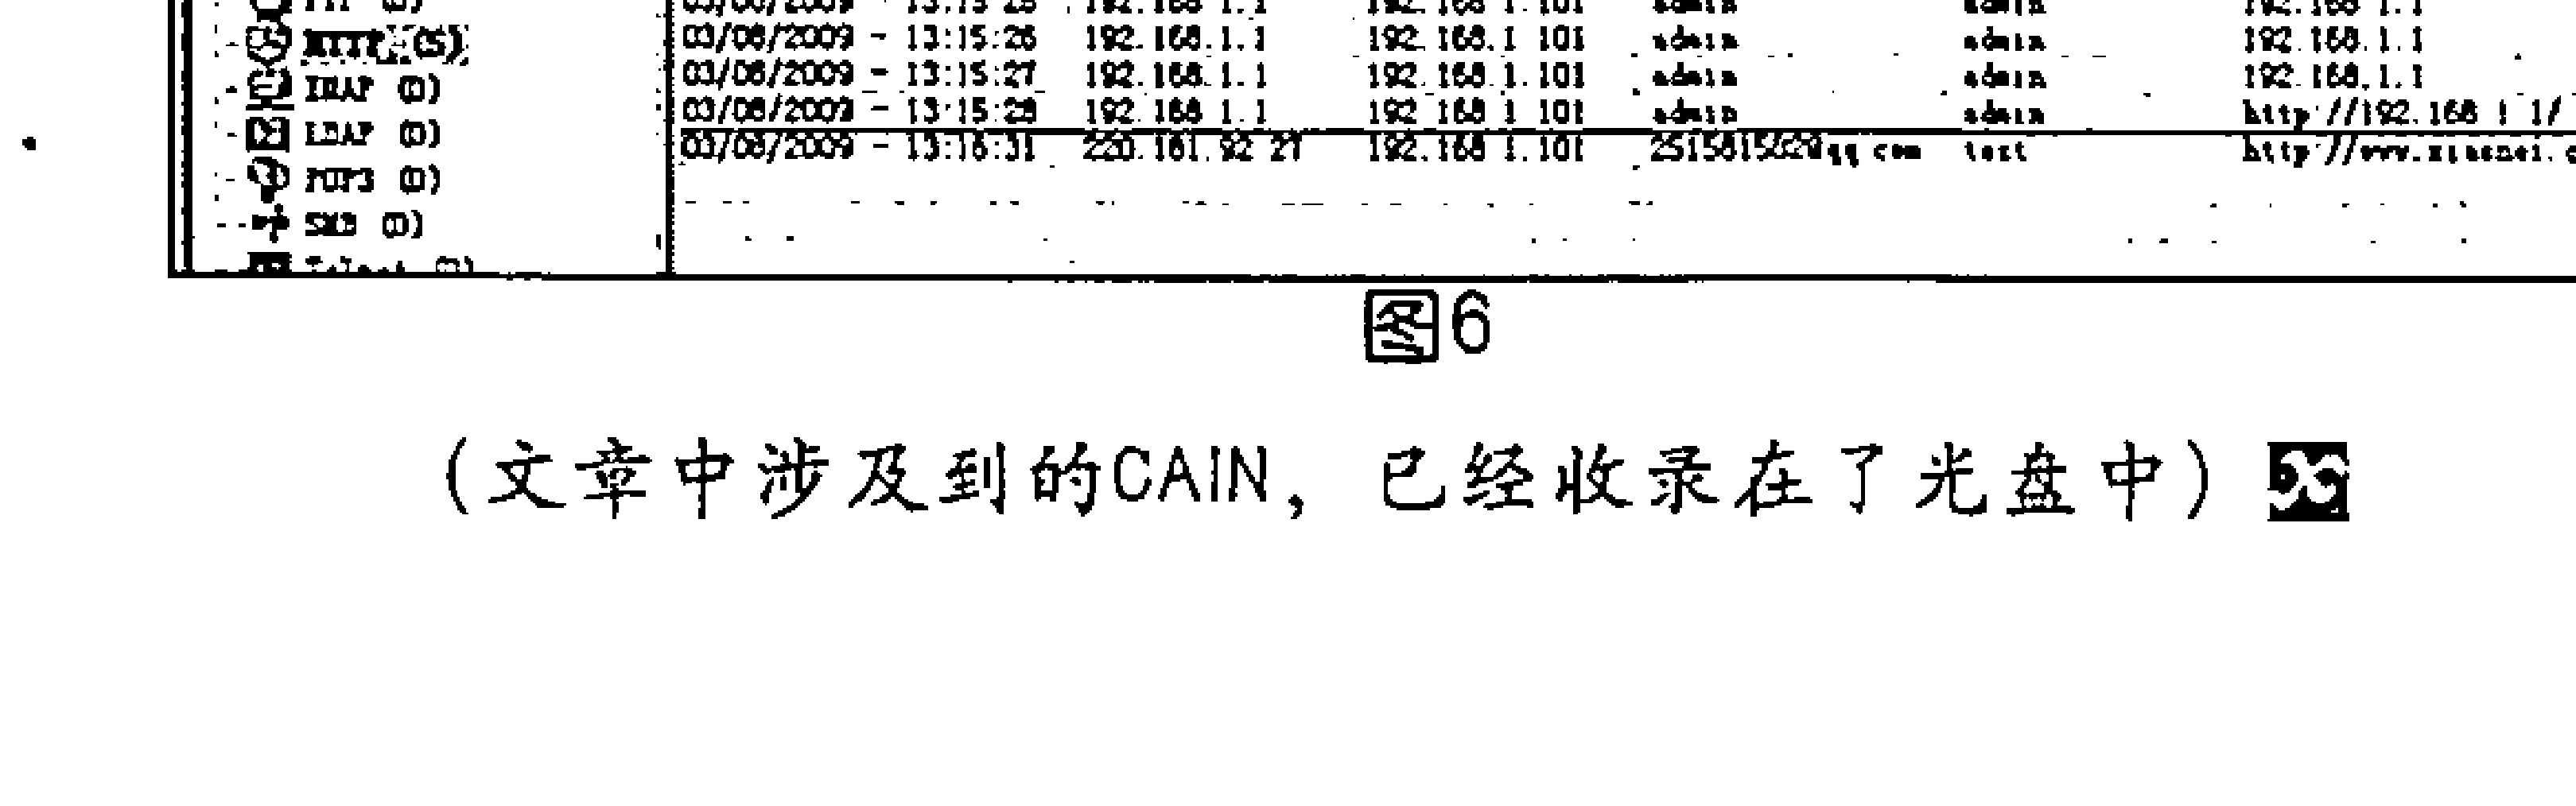 HTTP (5) 03/08/2009 - 13:15:26 192.168.1.1 192.168.1.101 admin admin 192.168.1.1
IMAP (0) 03/08/2009 - 13:15:27 192.168.1.1 192.168.1.101 admin admin 192.168.1.1
03/08/2009 - 13:15:28 192.168.1.1 192.168.1.101 admin admin http://192.168.1.1/
LDAP (0) 03/08/2009 - 13:16:31 192.168.1.101 test
POP3 (0)
SMB (0)
图6
(文章中涉及到的CAIN, 已经收录在了光盘中)